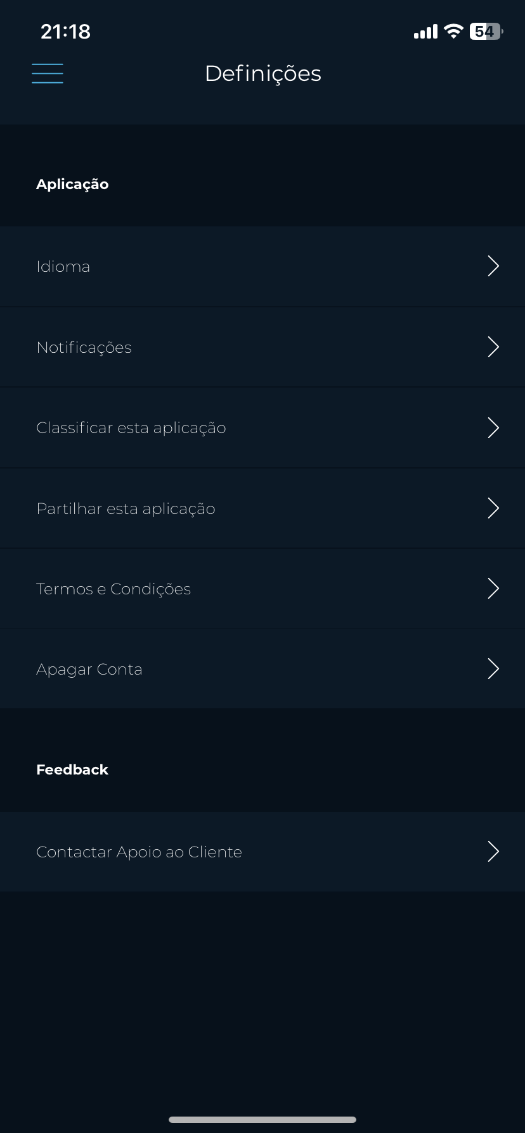 21:18
54
Definições
Aplicação
Idioma
Notificações
Classificar esta aplicação
Partilhar esta aplicação
Termos e Condições
Apagar Conta
Feedback
Contactar Apoio ao Cliente